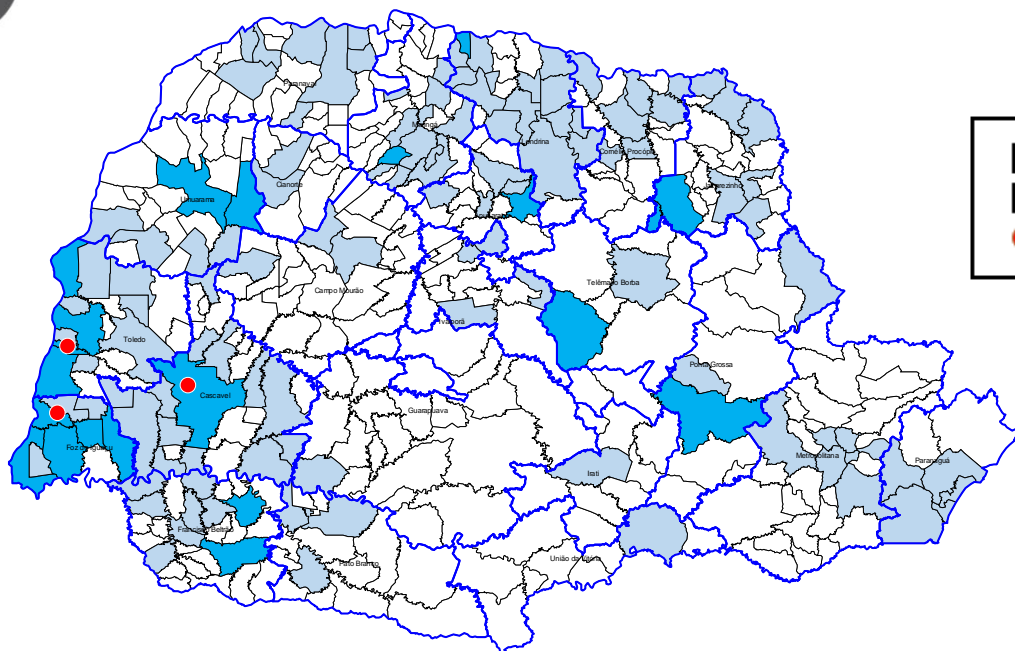 Paranavaí
Maringá
Londrina
Cornélio Procópio
Jacarezinho
Cianorte
Umuarama
Apucarana
Campo Mourão
Telêmaco Borba
Ivaiporã
Toledo
Ponta Grossa
Cascavel
Guarapuava
Foz do Iguaçu
Metropolitana
Paranaguá
Irati
Francisco Beltrão
Pato Branco
União da Vitória